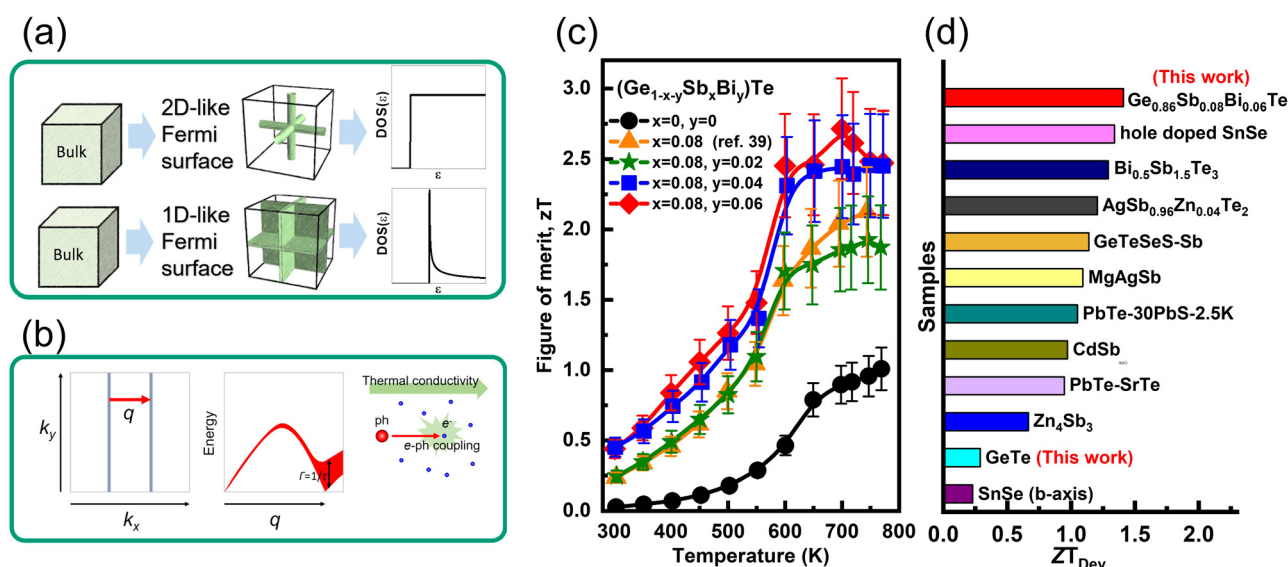 (a)
Bulk
2D-like
Fermi
surface
DOS(ε)
ε
Bulk
1D-like
Fermi
surface
DOS(ε)
ε
(b)
k_y
q
k_x
Energy
Γ=1/τ
q
Thermal conductivity
ph
e⁻
e-ph coupling
(c)
Figure of merit, zT
3.0
2.5
2.0
1.5
1.0
0.5
0.0
(Ge₁₋ₓ₋ᵧSbₓBiᵧ)Te
x=0, y=0
x=0.08 (ref. 39)
x=0.08, y=0.02
x=0.08, y=0.04
x=0.08, y=0.06
300 400 500 600 700 800
Temperature (K)
(d)
Samples
(This work)
Ge₀.₈₆Sb₀.₀₈Bi₀.₀₆Te
hole doped SnSe
Bi₀.₅Sb₁.₅Te₃
AgSb₀.₉₆Zn₀.₀₄Te₂
GeTeSeS-Sb
MgAgSb
PbTe-30PbS-2.5K
CdSb
PbTe-SrTe
Zn₄Sb₃
GeTe (This work)
SnSe (b-axis)
0.0 0.5 1.0 1.5 2.0
ZT_Dev